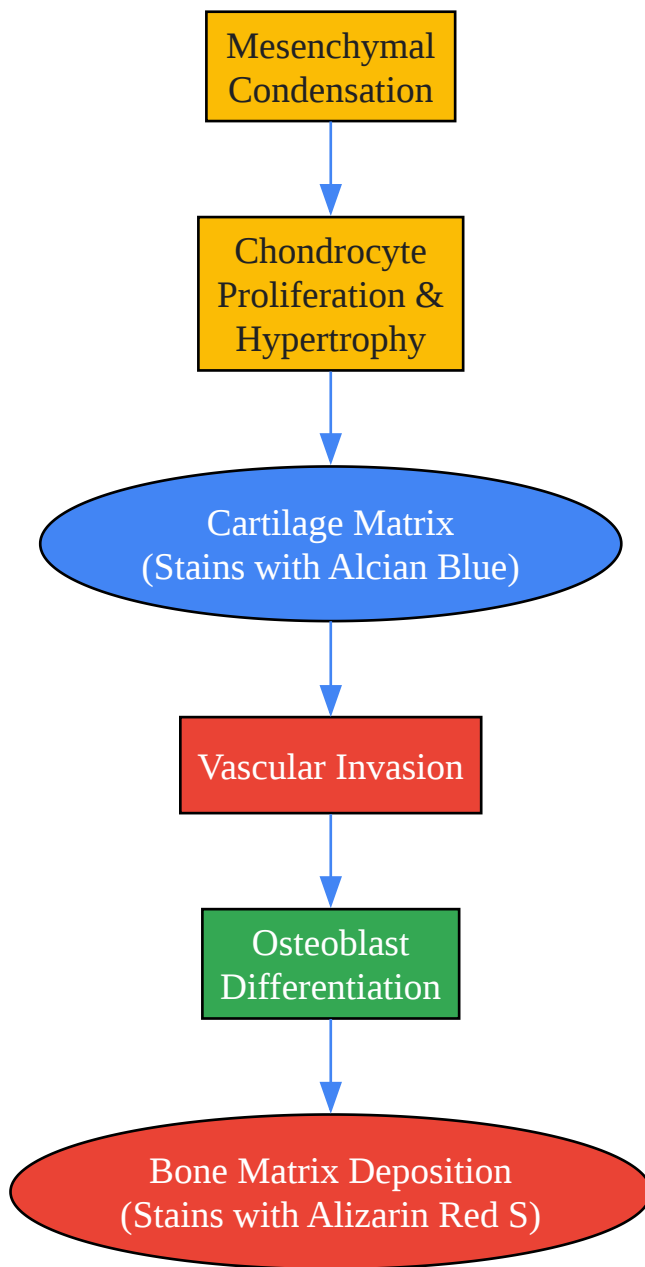 Mesenchymal
Condensation
Chondrocyte
Proliferation &
Hypertrophy
Cartilage Matrix
(Stains with Alcian Blue)
Vascular Invasion
Osteoblast
Differentiation
Bone Matrix Deposition
(Stains with Alizarin Red S)